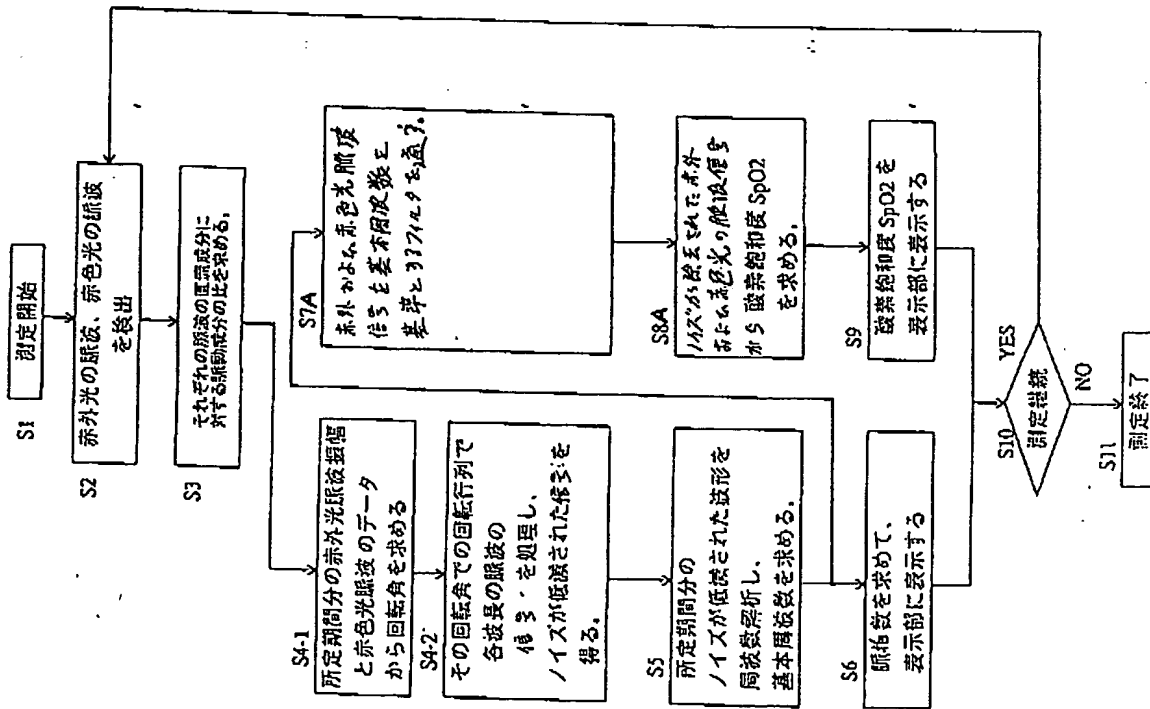 S1
測定開始
S2
赤外光の脈波、赤色光の脈波
を検出
S3
それぞれの脈波の直流成分に
対する脈動成分の比を求める。
S4-1
所定期間分の赤外光脈波振幅
と赤色光脈波のデータ
から回転角を求める
S4-2
その回転角での回転行列で
各波長の脈波の
信号・を処理し、
ノイズが低減された信号を
得る。
S5
所定期間分の
ノイズが低減された波形を
周波数解析し、
基本周波数を求める。
S6
脈拍数を求めて、
表示部に表示する
S7A
赤外および赤色光脈波
信号を基本周波数を
基準とするフィルタを通す。
S8A
ノイズが除去された赤外
および赤色光の脈波信号
から酸素飽和度 SpO2
を求める。
S9
酸素飽和度 SpO2を
表示部に表示する
S10
測定継続
YES
NO
S11
測定終了